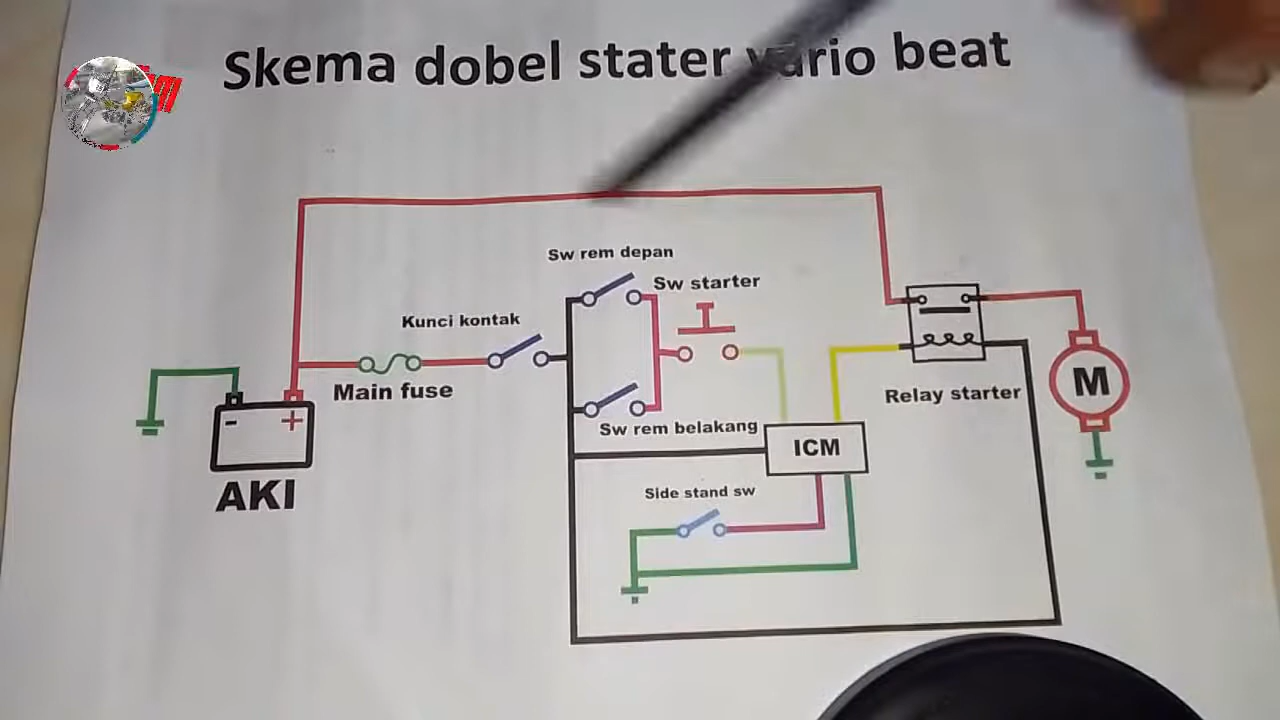 Skema dobel stater vario beat
Sw rem depan
Sw starter
Kunci kontak
Main fuse
Relay starter
M
- +
Sw rem belakang
ICM
AKI
Side stand sw